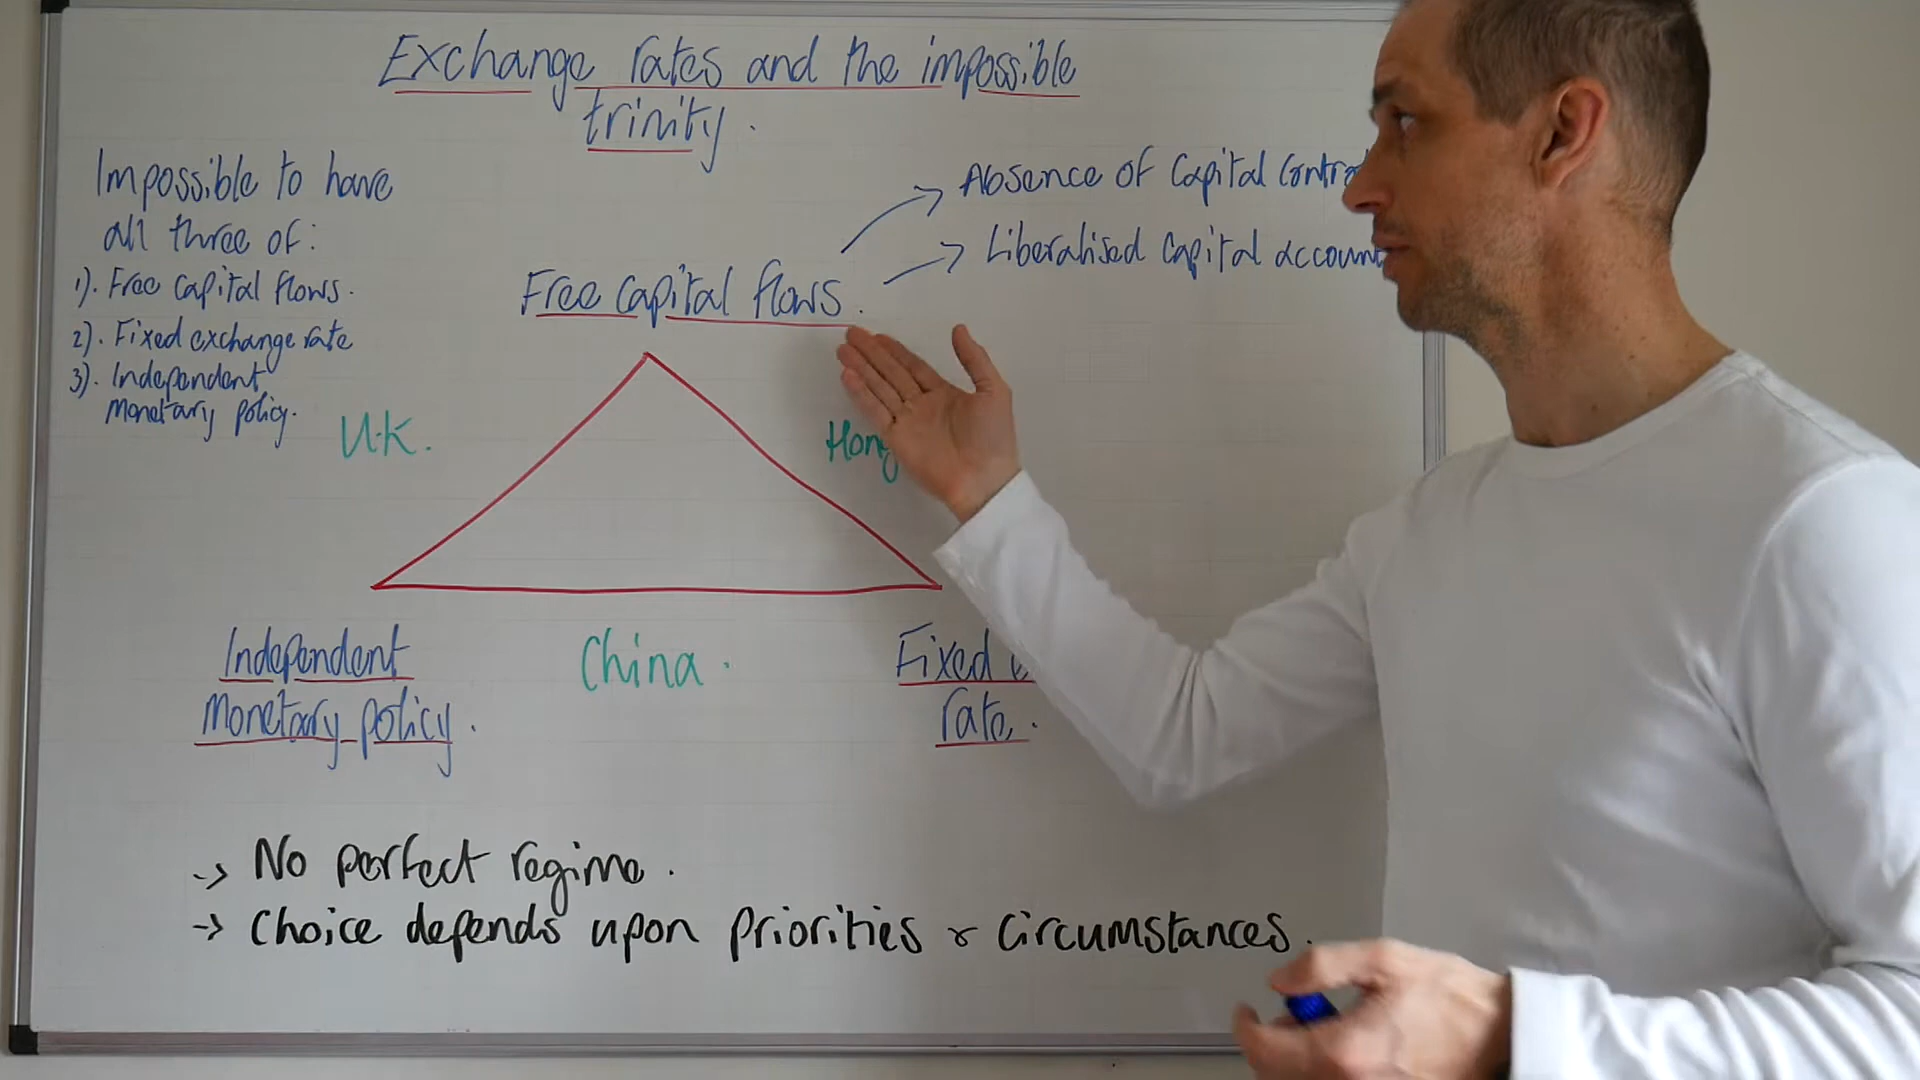 Exchange rates and the impossible
trinity.
Impossible to have
all three of:
1). Free capital flows.
2). Fixed exchange rate
3). Independent
monetary policy.
Absence of Capital
Liberalised capital
Free capital flows.
U.K.
Independent
monetary policy.
China.
Fixed
rate.
-> No perfect regime.
-> Choice depends upon priorities & circumstances.